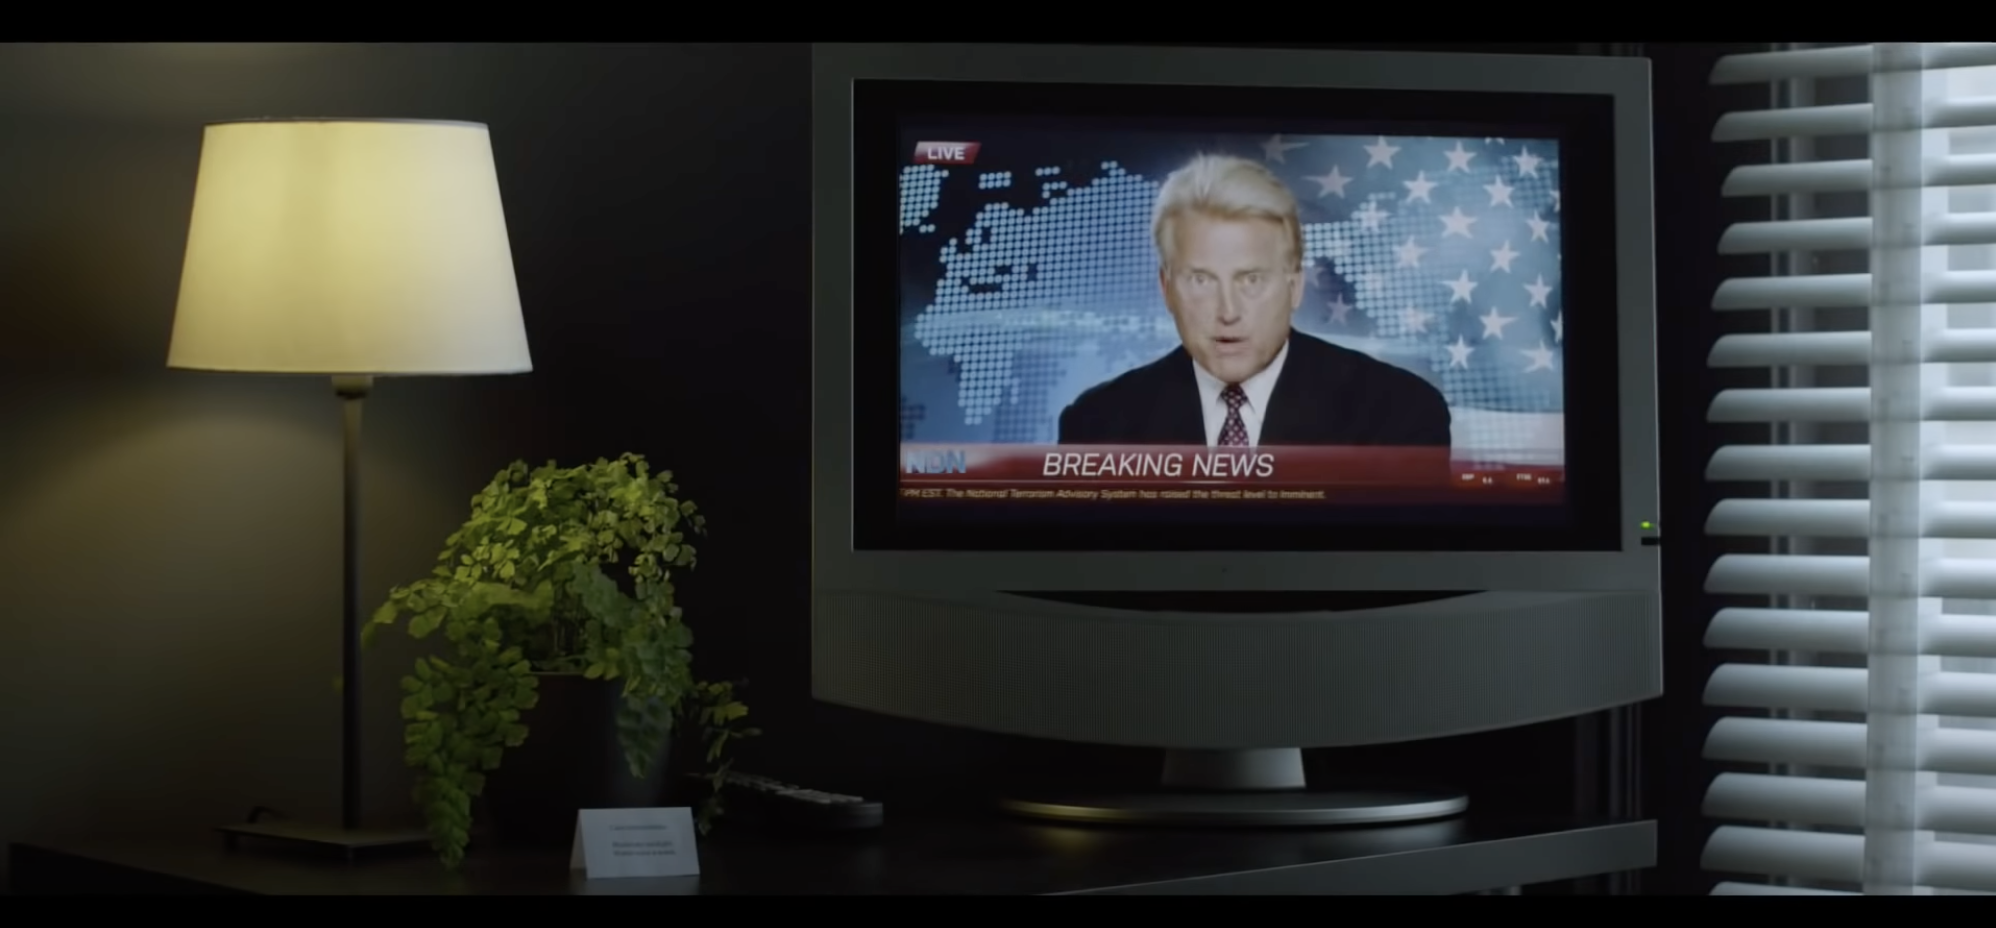 LIVE
NDN
BREAKING NEWS
PM EST. The National Terrorism Advisory System has raised the threat level to Imminent.